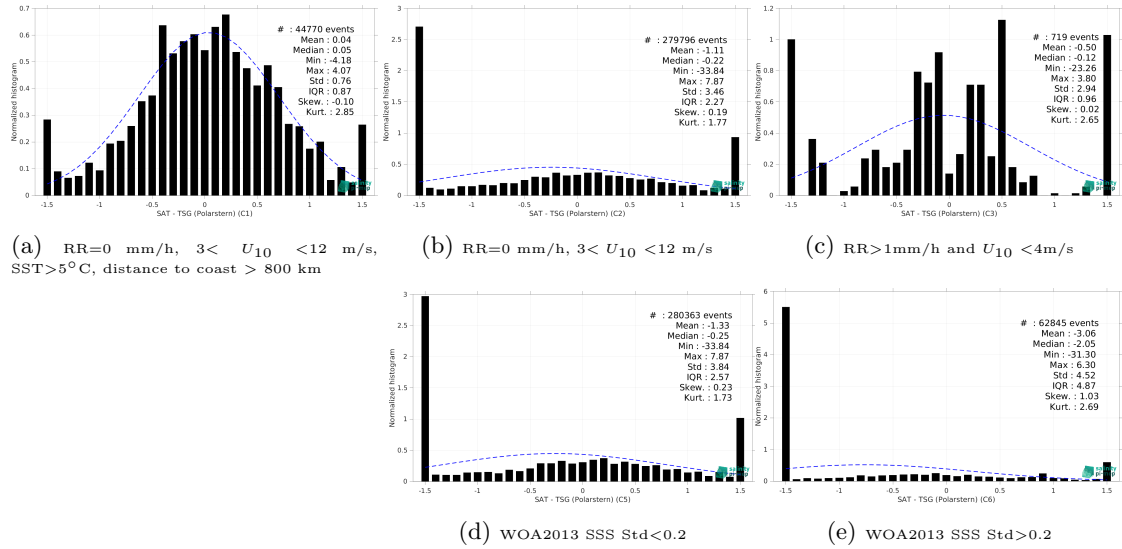 0.7
0.6
0.5
0.4
0.3
0.2
0.1
0
Normalized histogram
# : 44770 events
Mean : 0.04
Median : 0.05
Min : -4.18
Max : 4.07
Std : 0.76
IQR : 0.87
Skew. : -0.10
Kurt. : 2.85
-1.5 -1 -0.5 0 0.5 1 1.5
SAT - TSG (Polarstern) (C1)
(a) RR=0 mm/h, 3< U10 <12 m/s,
SST>5°C, distance to coast > 800 km
3
2.5
2
1.5
1
0.5
0
Normalized histogram
# : 279796 events
Mean : -1.11
Median : -0.22
Min : -33.84
Max : 7.87
Std : 3.46
IQR : 2.27
Skew. : 0.19
Kurt. : 1.77
-1.5 -1 -0.5 0 0.5 1 1.5
SAT - TSG (Polarstern) (C2)
(b) RR=0 mm/h, 3< U10 <12 m/s
1.2
1
0.8
0.6
0.4
0.2
0
Normalized histogram
# : 719 events
Mean : -0.50
Median : -0.12
Min : -23.26
Max : 3.80
Std : 2.94
IQR : 0.96
Skew. : 0.02
Kurt. : 2.65
-1.5 -1 -0.5 0 0.5 1 1.5
SAT - TSG (Polarstern) (C3)
(c) RR>1mm/h and U10 <4m/s
3
2.5
2
1.5
1
0.5
0
Normalized histogram
# : 280363 events
Mean : -1.33
Median : -0.25
Min : -33.84
Max : 7.87
Std : 3.84
IQR : 2.57
Skew. : 0.23
Kurt. : 1.73
-1.5 -1 -0.5 0 0.5 1 1.5
SAT - TSG (Polarstern) (C5)
(d) WOA2013 SSS Std<0.2
6
5
4
3
2
1
0
Normalized histogram
# : 62845 events
Mean : -3.06
Median : -2.05
Min : -31.30
Max : 6.30
Std : 4.52
IQR : 4.87
Skew. : 1.03
Kurt. : 2.69
-1.5 -1 -0.5 0 0.5 1 1.5
SAT - TSG (Polarstern) (C6)
(e) WOA2013 SSS Std>0.2